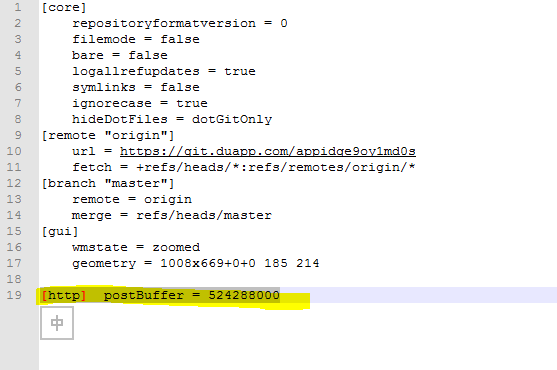 1 [core]
2 repositoryformatversion = 0
3 filemode = false
4 bare = false
5 logallrefupdates = true
6 symlinks = false
7 ignorecase = true
8 hideDotFiles = dotGitOnly
9 [remote "origin"]
10 url = https://git.duapp.com/appidqe9ov1md0s
11 fetch = +refs/heads/*:refs/remotes/origin/*
12 [branch "master"]
13 remote = origin
14 merge = refs/heads/master
15 [gui]
16 wmstate = zoomed
17 geometry = 1008x669+0+0 185 214
18
19 [http] postBuffer = 524288000
中